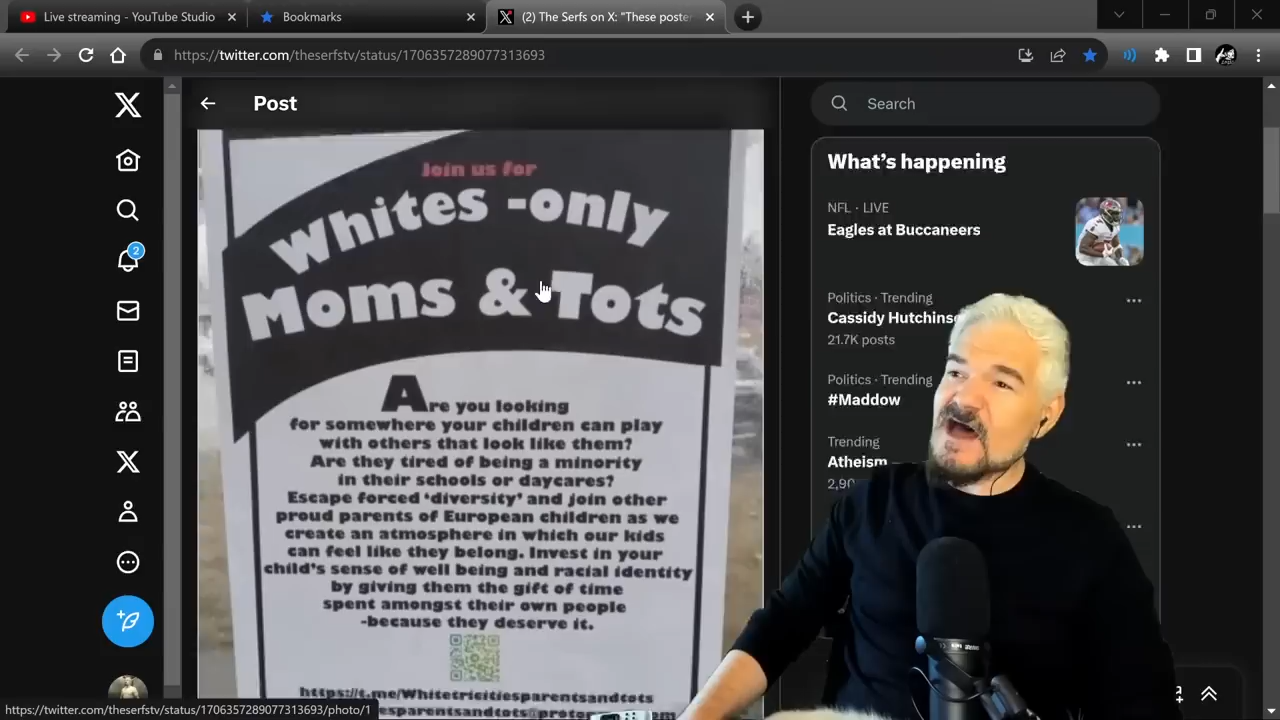 Live streaming - YouTube Studio
Bookmarks
(2) The Serfs on X: "These poste
https://twitter.com/theserfstv/status/1706357289077313693
Post
Search
What's happening
NFL · LIVE
Eagles at Buccaneers
Politics · Trending
Cassidy Hutchins
21.7K posts
Politics · Trending
#Maddow
Trending
Atheism
2,90
2
Join us for
Whites -only
Moms & Tots
Are you looking
for somewhere your children can play
with others that look like them?
Are they tired of being a minority
in their schools or daycares?
Escape forced 'diversity' and join other
proud parents of European children as we
create an atmosphere in which our kids
can feel like they belong. Invest in your
child's sense of well being and racial identity
by giving them the gift of time
spent amongst their own people
-because they deserve it.
https://t.me/Whitetricitiesparentsandtots
https://twitter.com/theserfstv/status/1706357289077313693/photo/1